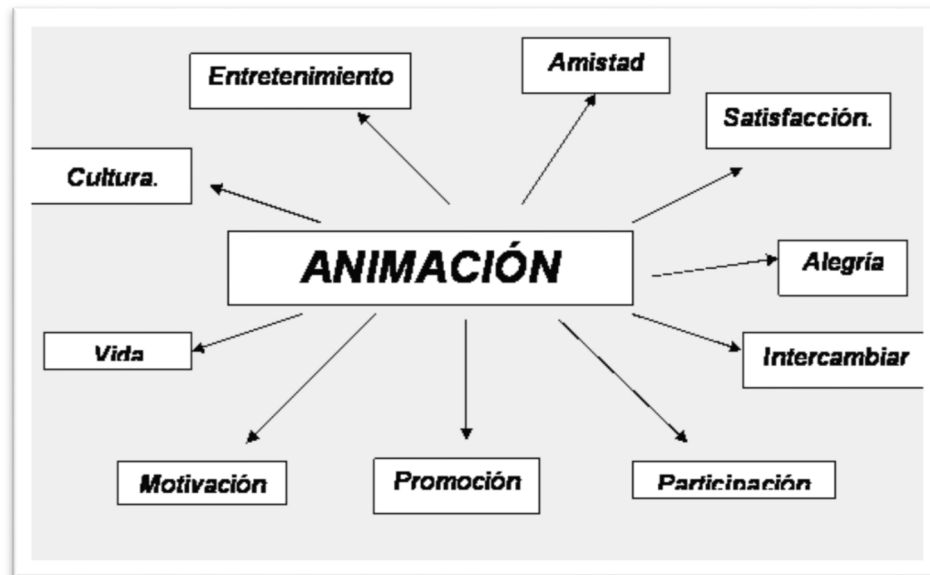 Amistad
Entretenimiento
Satisfacción.
Cultura.
ANIMACIÓN
Alegría
Vida
Intercambiar
Motivación
Promoción
Participación